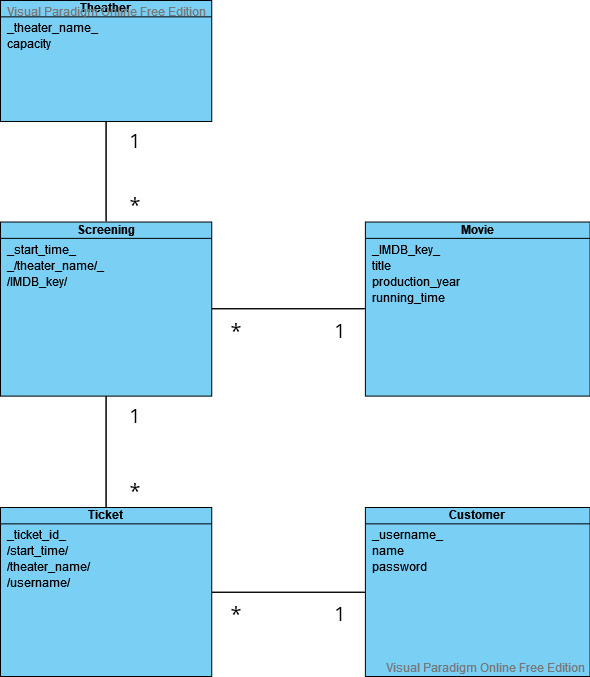 Theather
Visual Paradigm Online Free Edition
_theater_name_
capacity
1
*
Screening
_start_time_
_/theater_name/_
/IMDB_key/
Movie
_IMDB_key_
title
production_year
running_time
* 1
1
*
Ticket
_ticket_id_
/start_time/
/theater_name/
/username/
Customer
_username_
name
password
* 1
Visual Paradigm Online Free Edition